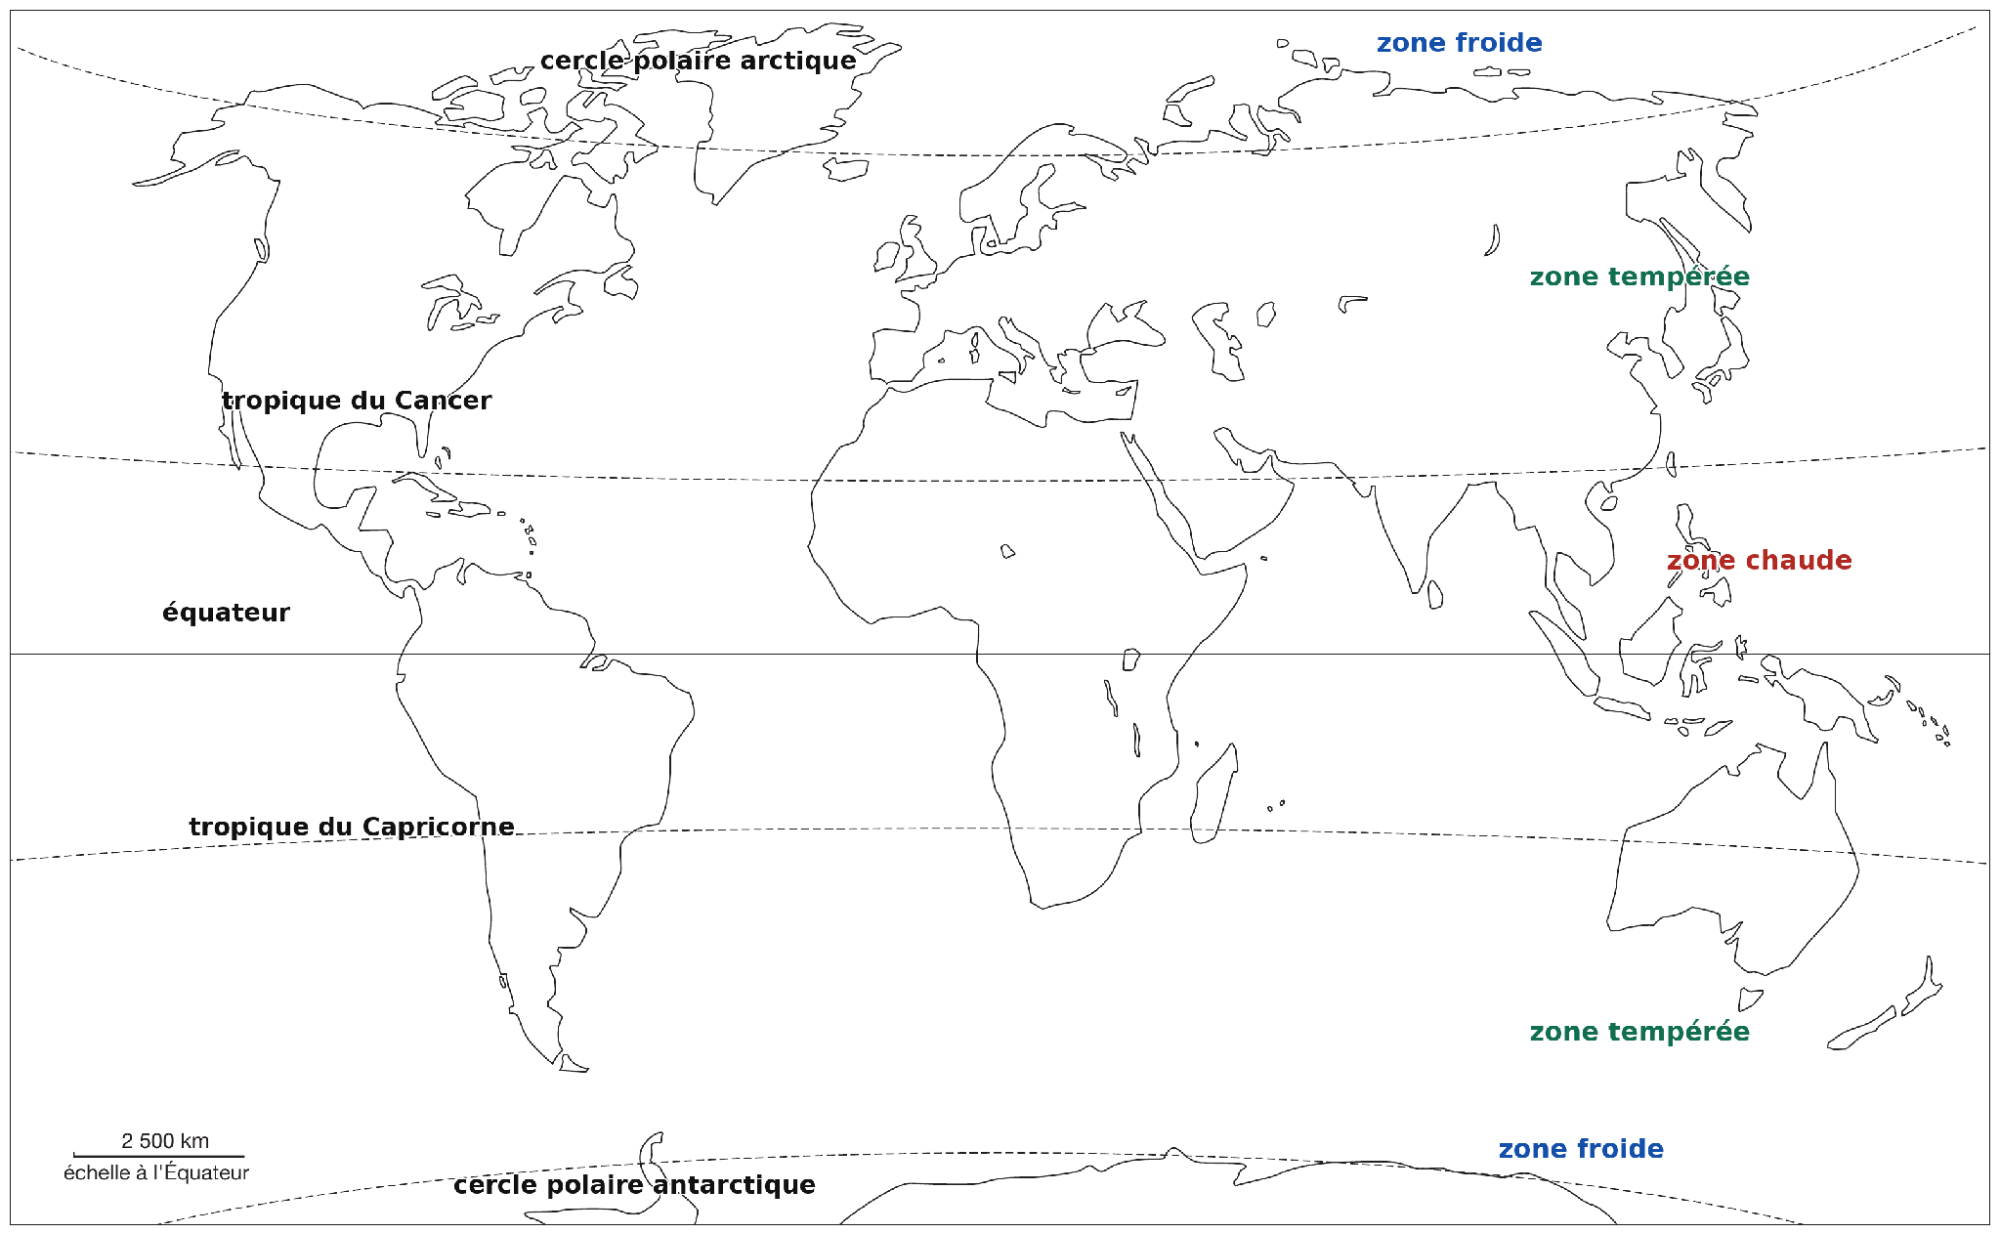 zone froide
cercle polaire arctique
zone tempérée
tropique du Cancer
zone chaude
équateur
tropique du Capricorne
zone tempérée
2 500 km
échelle à l'Équateur
zone froide
cercle polaire antarctique